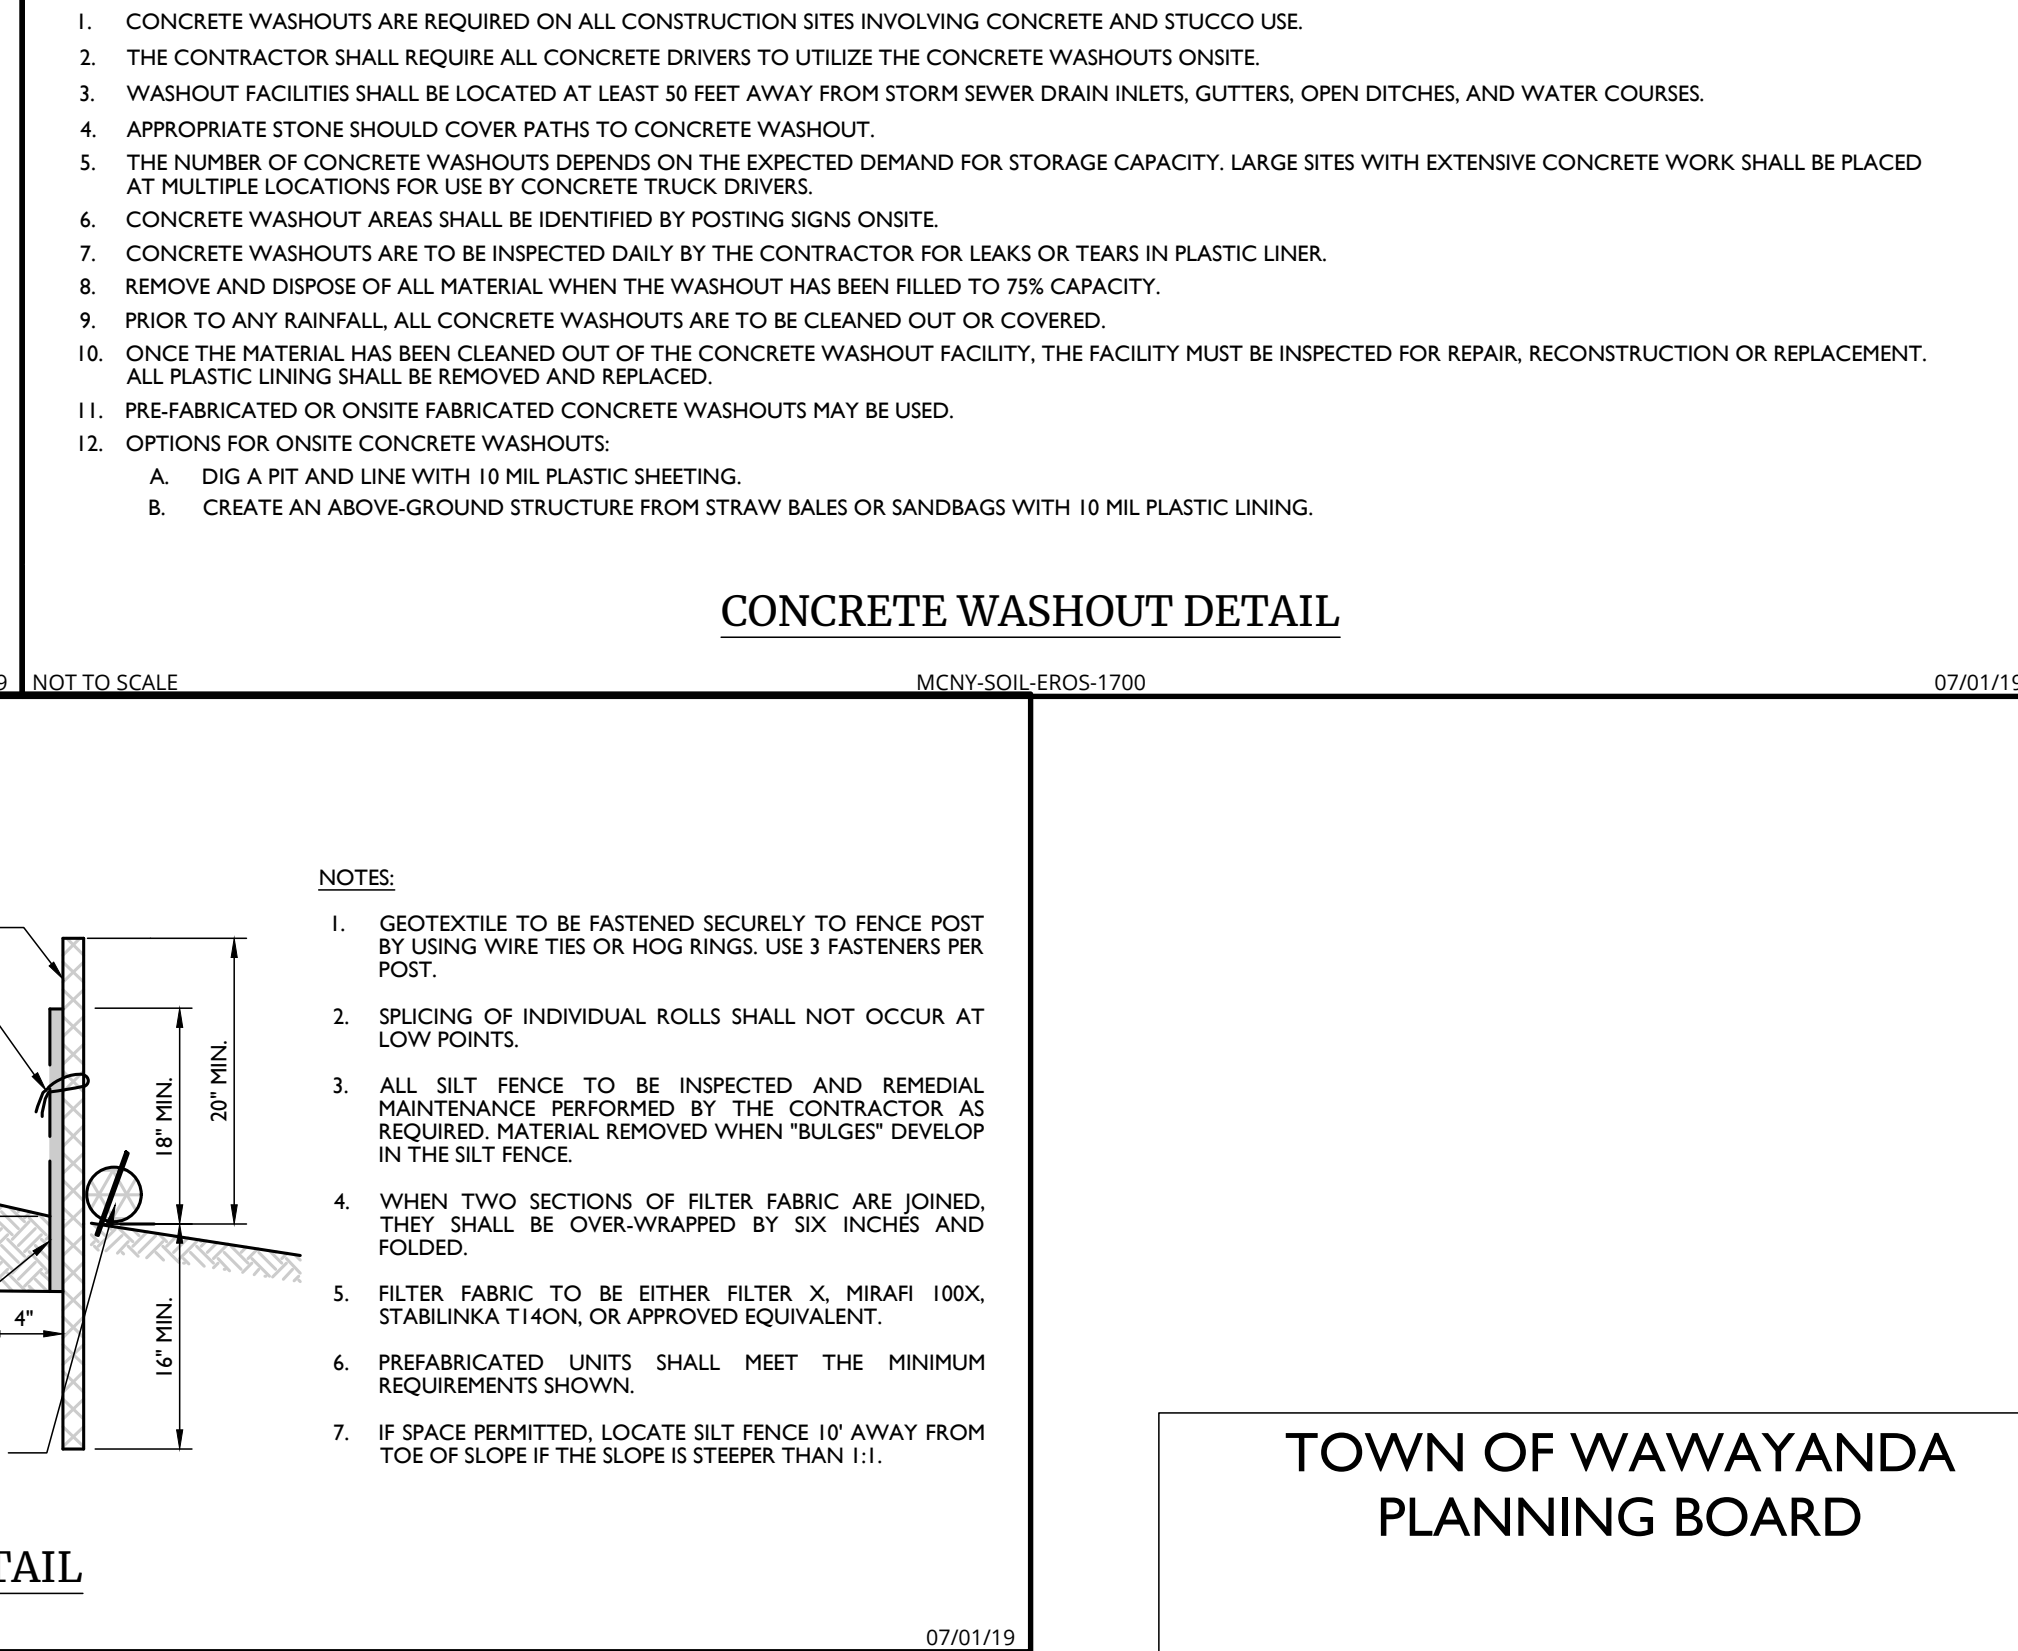 1. CONCRETE WASHOUTS ARE REQUIRED ON ALL CONSTRUCTION SITES INVOLVING CONCRETE AND STUCCO USE.
2. THE CONTRACTOR SHALL REQUIRE ALL CONCRETE DRIVERS TO UTILIZE THE CONCRETE WASHOUTS ONSITE.
3. WASHOUT FACILITIES SHALL BE LOCATED AT LEAST 50 FEET AWAY FROM STORM SEWER DRAIN INLETS, GUTTERS, OPEN DITCHES, AND WATER COURSES.
4. APPROPRIATE STONE SHOULD COVER PATHS TO CONCRETE WASHOUT.
5. THE NUMBER OF CONCRETE WASHOUTS DEPENDS ON THE EXPECTED DEMAND FOR STORAGE CAPACITY. LARGE SITES WITH EXTENSIVE CONCRETE WORK SHALL BE PLACED
AT MULTIPLE LOCATIONS FOR USE BY CONCRETE TRUCK DRIVERS.
6. CONCRETE WASHOUT AREAS SHALL BE IDENTIFIED BY POSTING SIGNS ONSITE.
7. CONCRETE WASHOUTS ARE TO BE INSPECTED DAILY BY THE CONTRACTOR FOR LEAKS OR TEARS IN PLASTIC LINER.
8. REMOVE AND DISPOSE OF ALL MATERIAL WHEN THE WASHOUT HAS BEEN FILLED TO 75% CAPACITY.
9. PRIOR TO ANY RAINFALL, ALL CONCRETE WASHOUTS ARE TO BE CLEANED OUT OR COVERED.
10. ONCE THE MATERIAL HAS BEEN CLEANED OUT OF THE CONCRETE WASHOUT FACILITY, THE FACILITY MUST BE INSPECTED FOR REPAIR, RECONSTRUCTION OR REPLACEMENT.
ALL PLASTIC LINING SHALL BE REMOVED AND REPLACED.
11. PRE-FABRICATED OR ONSITE FABRICATED CONCRETE WASHOUTS MAY BE USED.
12. OPTIONS FOR ONSITE CONCRETE WASHOUTS:
A. DIG A PIT AND LINE WITH 10 MIL PLASTIC SHEETING.
B. CREATE AN ABOVE-GROUND STRUCTURE FROM STRAW BALES OR SANDBAGS WITH 10 MIL PLASTIC LINING.
CONCRETE WASHOUT DETAIL
9
NOT TO SCALE
MCNY-SOIL-EROS-1700
07/01/19
18" MIN.
20" MIN.
16" MIN.
4"
NOTES:
1. GEOTEXTILE TO BE FASTENED SECURELY TO FENCE POST
BY USING WIRE TIES OR HOG RINGS. USE 3 FASTENERS PER
POST.
2. SPLICING OF INDIVIDUAL ROLLS SHALL NOT OCCUR AT
LOW POINTS.
3. ALL SILT FENCE TO BE INSPECTED AND REMEDIAL
MAINTENANCE PERFORMED BY THE CONTRACTOR AS
REQUIRED. MATERIAL REMOVED WHEN "BULGES" DEVELOP
IN THE SILT FENCE.
4. WHEN TWO SECTIONS OF FILTER FABRIC ARE JOINED,
THEY SHALL BE OVER-WRAPPED BY SIX INCHES AND
FOLDED.
5. FILTER FABRIC TO BE EITHER FILTER X, MIRAFI 100X,
STABILINKA T14ON, OR APPROVED EQUIVALENT.
6. PREFABRICATED UNITS SHALL MEET THE MINIMUM
REQUIREMENTS SHOWN.
7. IF SPACE PERMITTED, LOCATE SILT FENCE 10' AWAY FROM
TOE OF SLOPE IF THE SLOPE IS STEEPER THAN 1:1.
TAIL
07/01/19
TOWN OF WAWAYANDA
PLANNING BOARD